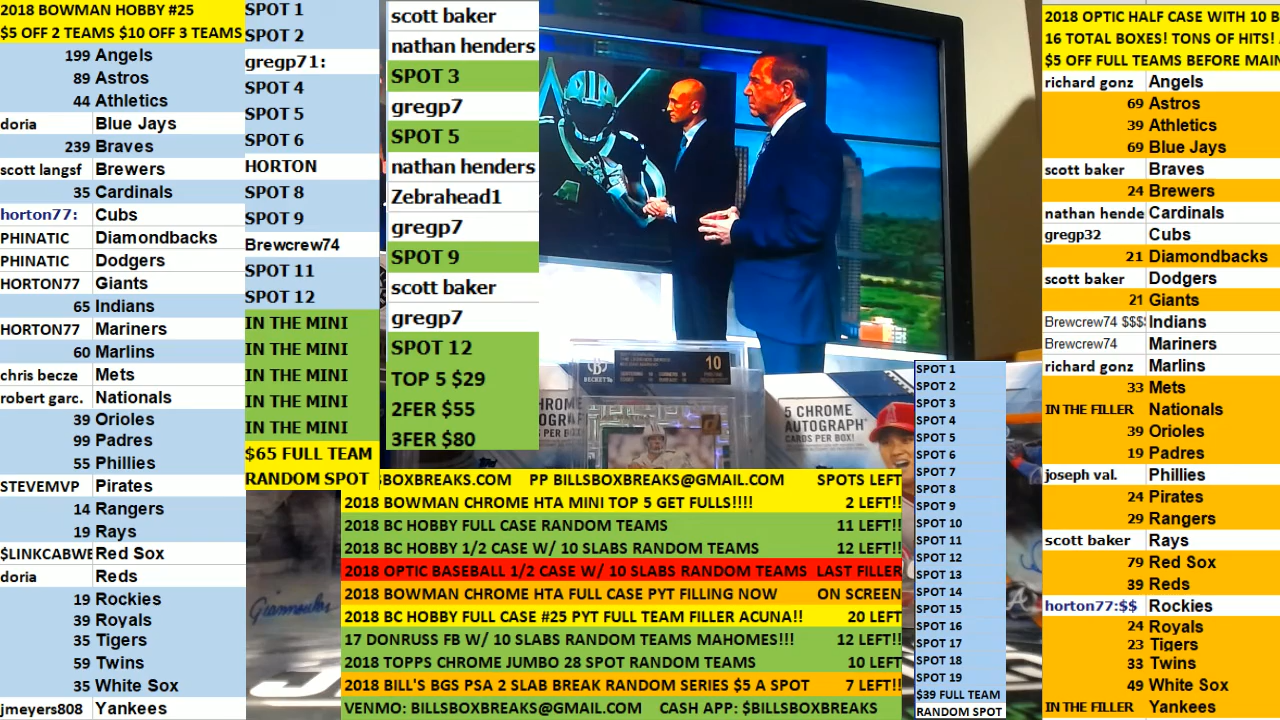 2018 BOWMAN HOBBY #25
$5 OFF 2 TEAMS $10 OFF 3 TEAMS
199 Angels
89 Astros
44 Athletics
doria Blue Jays
239 Braves
scott langsf Brewers
35 Cardinals
horton77: Cubs
PHINATIC Diamondbacks
PHINATIC Dodgers
HORTON77 Giants
65 Indians
HORTON77 Mariners
60 Marlins
chris becze Mets
robert garc. Nationals
39 Orioles
99 Padres
55 Phillies
STEVEMVP Pirates
14 Rangers
19 Rays
$LINKCABWE Red Sox
doria Reds
19 Rockies
39 Royals
35 Tigers
59 Twins
35 White Sox
jmeyers808 Yankees
SPOT 1
SPOT 2
gregp71:
SPOT 4
SPOT 5
SPOT 6
HORTON
SPOT 8
SPOT 9
Brewcrew74
SPOT 11
SPOT 12
IN THE MINI
IN THE MINI
IN THE MINI
IN THE MINI
IN THE MINI
$65 FULL TEAM
RANDOM SPOT
scott baker
nathan henders
SPOT 3
gregp7
SPOT 5
nathan henders
Zebrahead1
gregp7
SPOT 9
scott baker
gregp7
SPOT 12
TOP 5 $29
2FER $55
3FER $80
BECKETT
10
5 CHROME
AUTOGRAPH
CARDS PER BOX!
SBOXBREAKS.COM PP BILLSBOXBREAKS@GMAIL.COM SPOTS LEFT
2018 BOWMAN CHROME HTA MINI TOP 5 GET FULLS!!!! 2 LEFT!!
2018 BC HOBBY FULL CASE RANDOM TEAMS 11 LEFT!!
2018 BC HOBBY 1/2 CASE W/ 10 SLABS RANDOM TEAMS 12 LEFT!!
2018 OPTIC BASEBALL 1/2 CASE W/ 10 SLABS RANDOM TEAMS LAST FILLER
2018 BOWMAN CHROME HTA FULL CASE PYT FILLING NOW ON SCREEN
2018 BC HOBBY FULL CASE #25 PYT FULL TEAM FILLER ACUNA!! 20 LEFT!!
17 DONRUSS FB W/ 10 SLABS RANDOM TEAMS MAHOMES!!! 12 LEFT!!
2018 TOPPS CHROME JUMBO 28 SPOT RANDOM TEAMS 10 LEFT
2018 BILL'S BGS PSA 2 SLAB BREAK RANDOM SERIES $5 A SPOT 7 LEFT!!
VENMO: BILLSBOXBREAKS@GMAIL.COM CASH APP: $BILLSBOXBREAKS
SPOT 1
SPOT 2
SPOT 3
SPOT 4
SPOT 5
SPOT 6
SPOT 7
SPOT 8
SPOT 9
SPOT 10
SPOT 11
SPOT 12
SPOT 13
SPOT 14
SPOT 15
SPOT 16
SPOT 17
SPOT 18
SPOT 19
$39 FULL TEAM
RANDOM SPOT
2018 OPTIC HALF CASE WITH 10 B
16 TOTAL BOXES! TONS OF HITS!
$5 OFF FULL TEAMS BEFORE MAIN
richard gonz Angels
69 Astros
39 Athletics
69 Blue Jays
scott baker Braves
24 Brewers
nathan hende Cardinals
gregp32 Cubs
21 Diamondbacks
scott baker Dodgers
21 Giants
Brewcrew74 $$$$ Indians
Brewcrew74 Mariners
richard gonz Marlins
33 Mets
IN THE FILLER Nationals
39 Orioles
19 Padres
joseph val. Phillies
24 Pirates
29 Rangers
scott baker Rays
79 Red Sox
39 Reds
horton77:$$ Rockies
24 Royals
23 Tigers
33 Twins
49 White Sox
IN THE FILLER Yankees